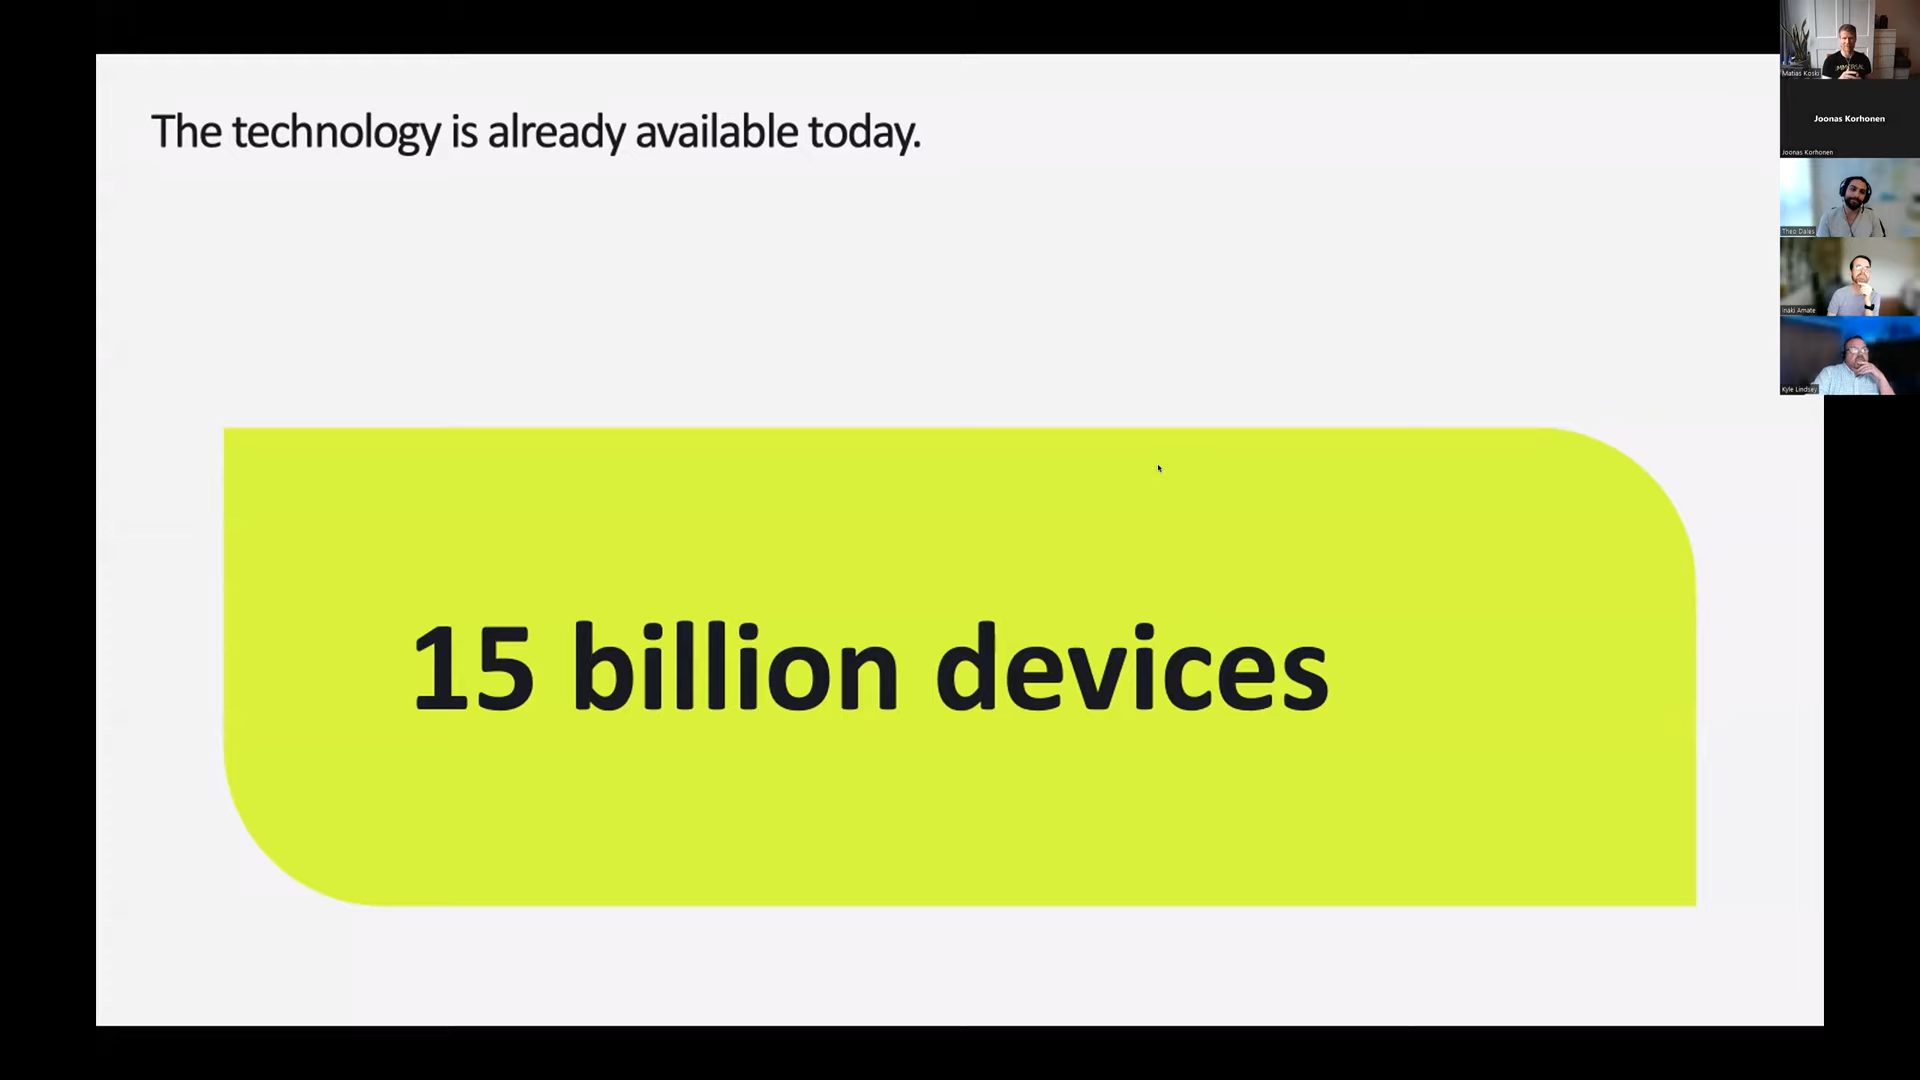 The technology is already available today.
15 billion devices
Matias Koski
Joonas Korhonen
Joonas Korhonen
Theo Dales
Inaki Amate
Kyle Lindsey